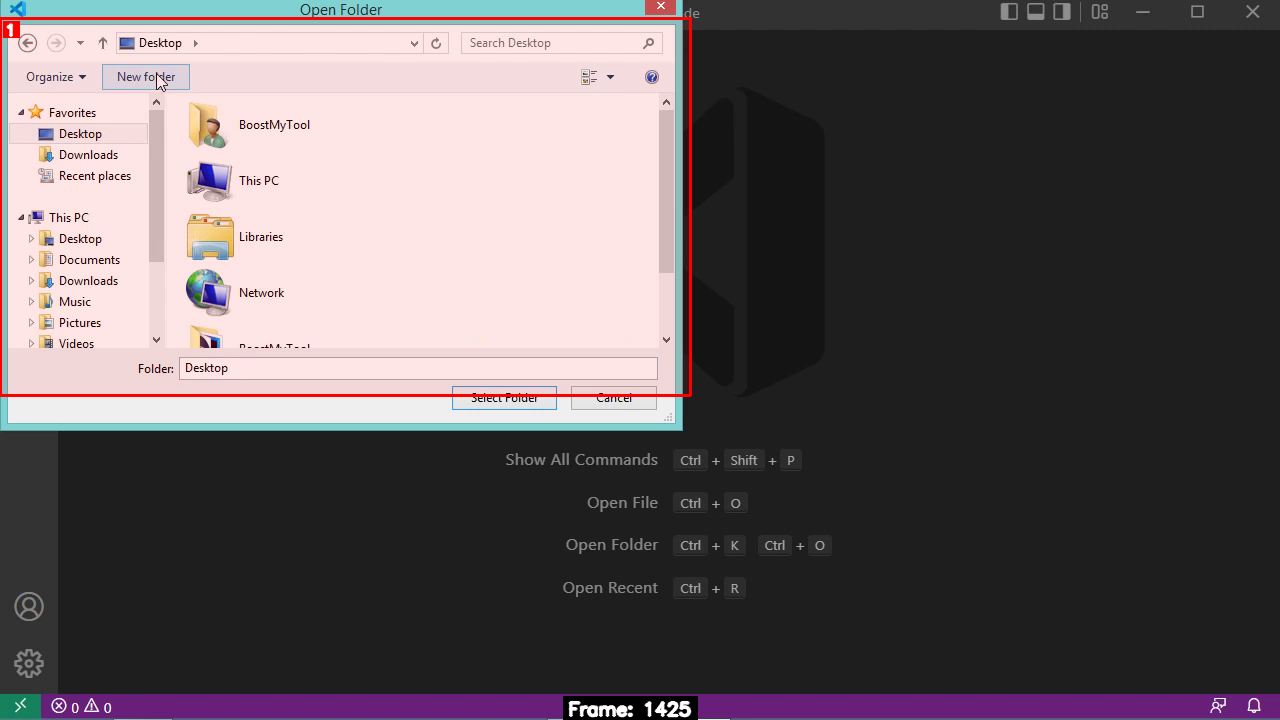 Open Folder
de
1
Desktop
Search Desktop
Organize
New folder
Favorites
Desktop
Downloads
Recent places
This PC
Desktop
Documents
Downloads
Music
Pictures
Videos
BoostMyTool
This PC
Libraries
Network
BoostMyTool
Folder: Desktop
Select Folder Cancel
Show All Commands Ctrl + Shift + P
Open File Ctrl + O
Open Folder Ctrl + K Ctrl + O
Open Recent Ctrl + R
0 0
Frame: 1425